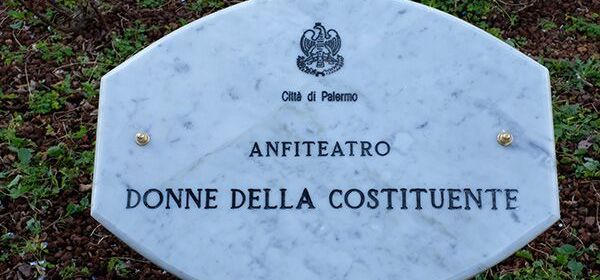 Città di Palermo
ANFITEATRO
DONNE DELLA COSTITUENTE